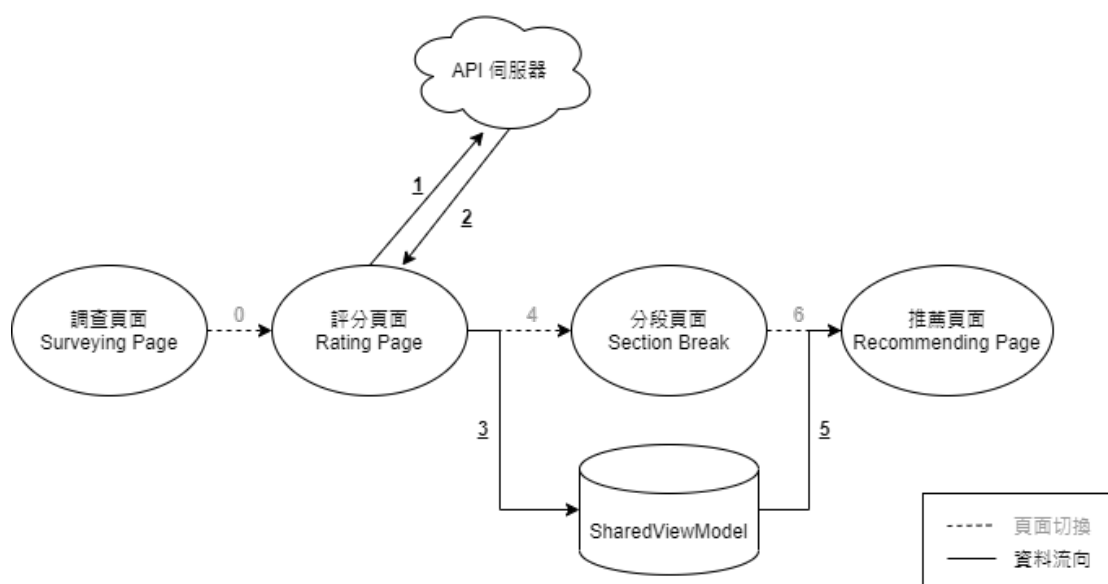 API 伺服器
1
2
調查頁面
Surveying Page
0
評分頁面
Rating Page
4
分段頁面
Section Break
6
推薦頁面
Recommending Page
3
5
SharedViewModel
頁面切換
資料流向